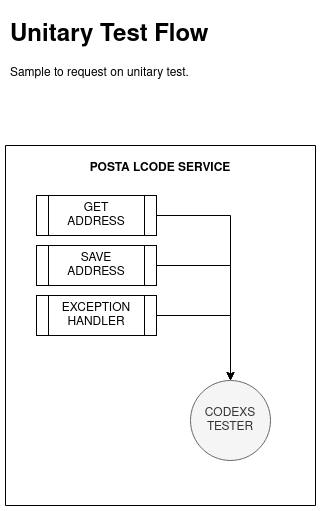 Unitary Test Flow
Sample to request on unitary test.
POSTA LCODE SERVICE
GET
ADDRESS
SAVE
ADDRESS
EXCEPTION
HANDLER
CODEXS
TESTER